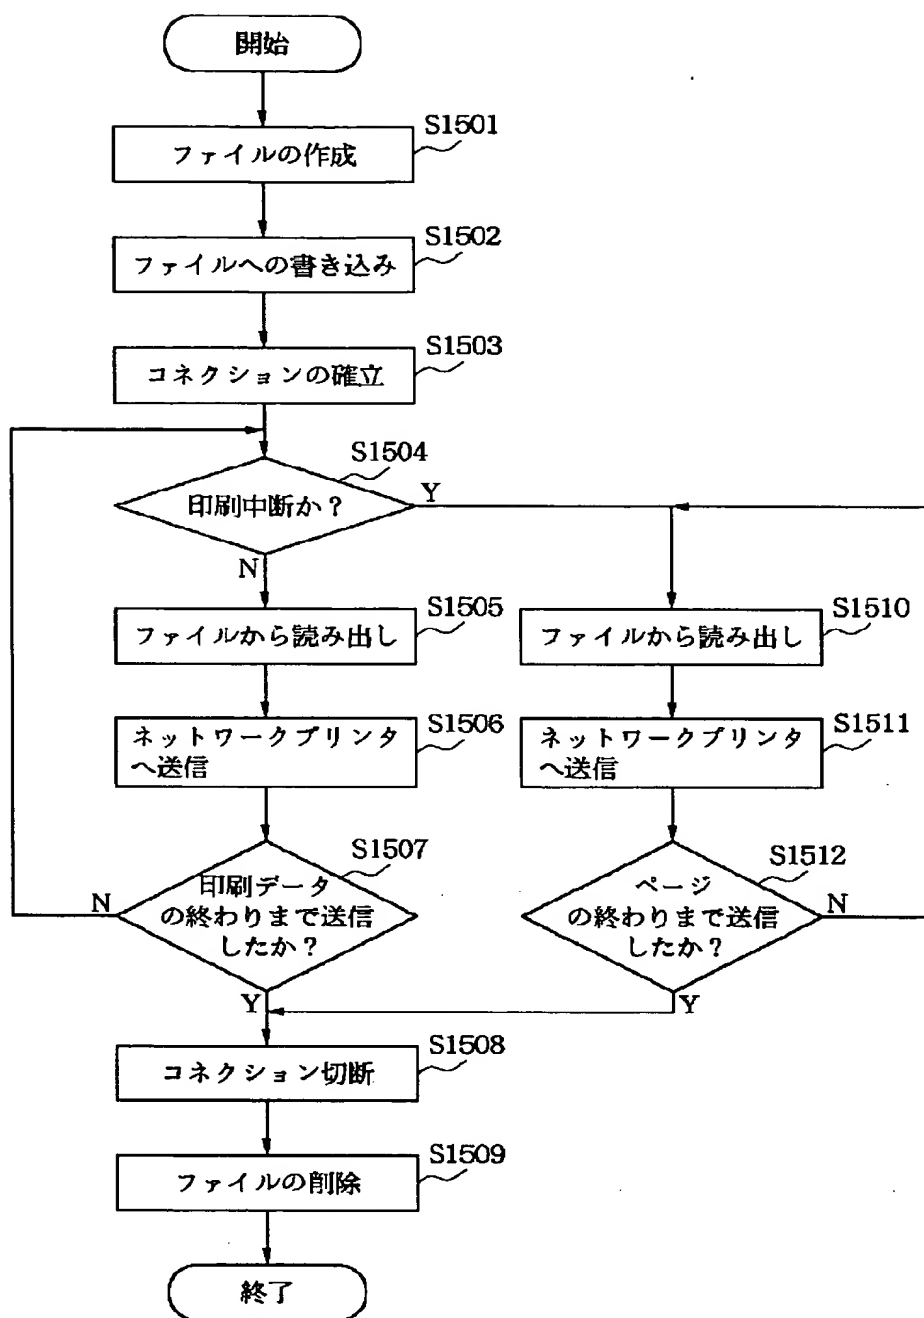 開始
S1501
ファイルの作成
S1502
ファイルへの書き込み
S1503
コネクションの確立
S1504
印刷中断か？
Y
N
S1505
ファイルから読み出し
S1506
ネットワークプリンタ
へ送信
S1507
印刷データ
の終わりまで送信
したか？
N
Y
S1510
ファイルから読み出し
S1511
ネットワークプリンタ
へ送信
S1512
ページ
の終わりまで送信
したか？
N
Y
S1508
コネクション切断
S1509
ファイルの削除
終了